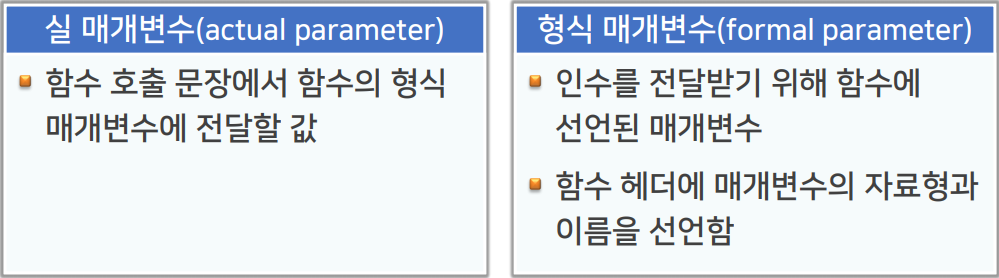 실 매개변수(actual parameter)
함수 호출 문장에서 함수의 형식
매개변수에 전달할 값
형식 매개변수(formal parameter)
인수를 전달받기 위해 함수에
선언된 매개변수
함수 헤더에 매개변수의 자료형과
이름을 선언함